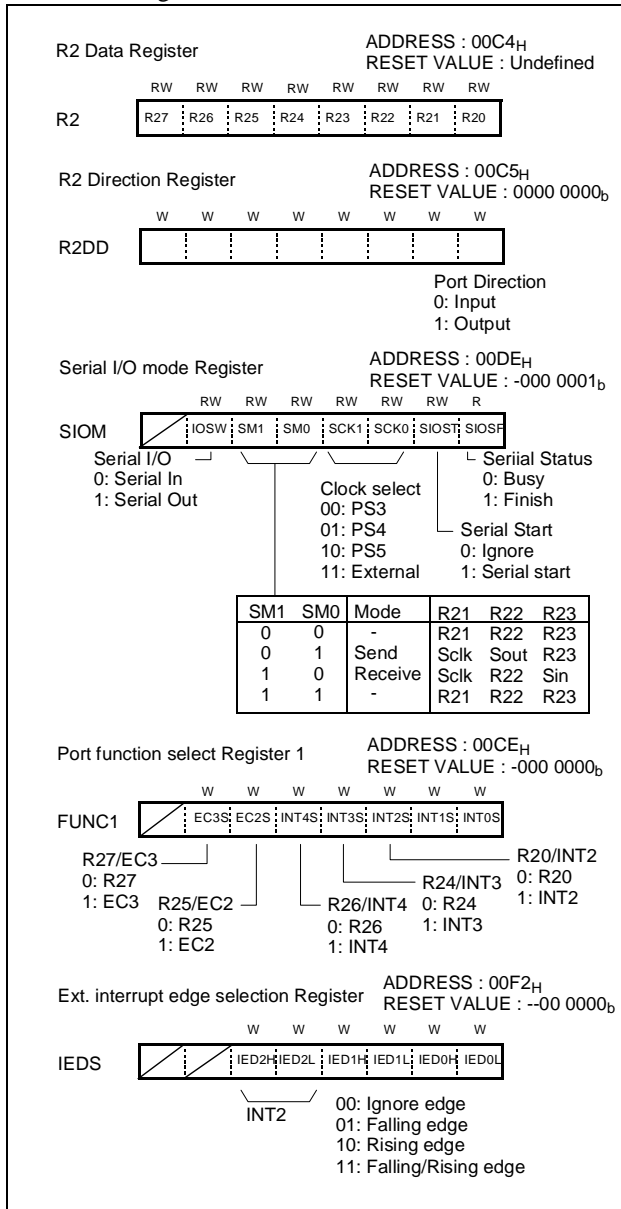 R2 Data Register
ADDRESS : 00C4H
RESET VALUE : Undefined
RW RW RW RW RW RW RW RW
R2 R27 R26 R25 R24 R23 R22 R21 R20
R2 Direction Register
ADDRESS : 00C5H
RESET VALUE : 0000 0000b
W W W W W W W W
R2DD
Port Direction
0: Input
1: Output
Serial I/O mode Register
ADDRESS : 00DEH
RESET VALUE : -000 0001b
RW RW RW RW RW RW R
SIOM IOSW SM1 SM0 SCK1 SCK0 SIOST SIOSF
Serial I/O
0: Serial In
1: Serial Out
Clock select
00: PS3
01: PS4
10: PS5
11: External
Seriial Status
0: Busy
1: Finish
Serial Start
0: Ignore
1: Serial start
SM1 SM0 Mode R21 R22 R23
0 0 - R21 R22 R23
0 1 Send Sclk Sout R23
1 0 Receive Sclk R22 Sin
1 1 - R21 R22 R23
Port function select Register 1
ADDRESS : 00CEH
RESET VALUE : -000 0000b
W W W W W W W
FUNC1 EC3S EC2S INT4S INT3S INT2S INT1S INT0S
R27/EC3
0: R27
1: EC3
R25/EC2
0: R25
1: EC2
R26/INT4
0: R26
1: INT4
R24/INT3
0: R24
1: INT3
R20/INT2
0: R20
1: INT2
Ext. interrupt edge selection Register
ADDRESS : 00F2H
RESET VALUE : --00 0000b
W W W W W W
IEDS IED2H IED2L IED1H IED1L IED0H IED0L
INT2
00: Ignore edge
01: Falling edge
10: Rising edge
11: Falling/Rising edge